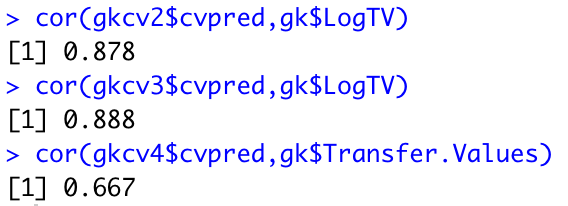 > cor(gkcv2$cvpred,gk$LogTV)
[1] 0.878
> cor(gkcv3$cvpred,gk$LogTV)
[1] 0.888
> cor(gkcv4$cvpred,gk$Transfer.Values)
[1] 0.667